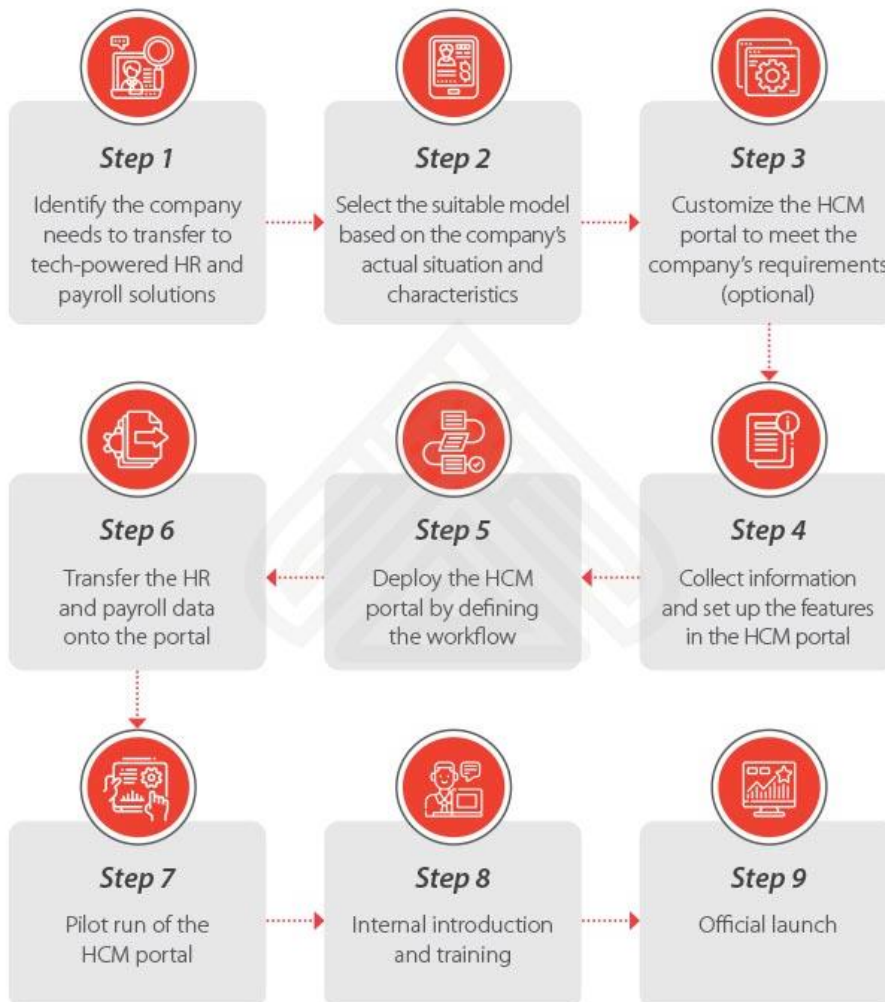 Step 1
Identify the company
needs to transfer to
tech-powered HR and
payroll solutions
Step 2
Select the suitable model
based on the company's
actual situation and
characteristics
Step 3
Customize the HCM
portal to meet the
company's requirements
(optional)
Step 4
Collect information
and set up the features
in the HCM portal
Step 5
Deploy the HCM
portal by defining
the workflow
Step 6
Transfer the HR
and payroll data
onto the portal
Step 7
Pilot run of the
HCM portal
Step 8
Internal introduction
and training
Step 9
Official launch